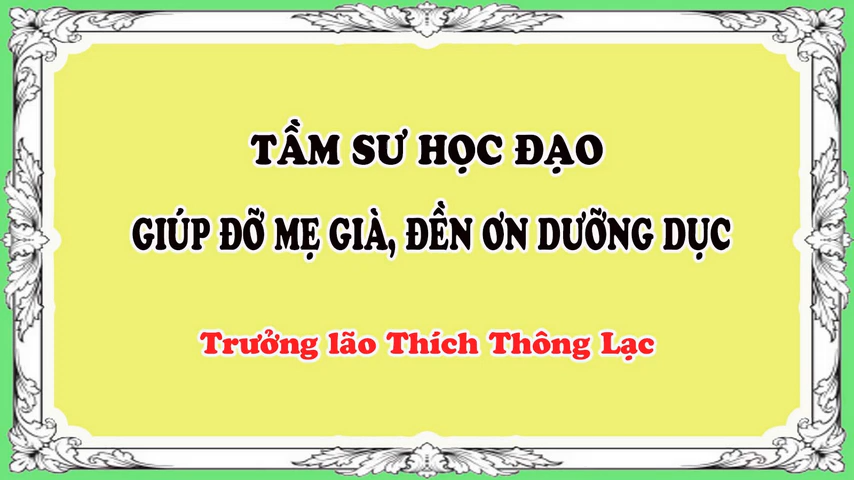 TẦM SƯ HỌC ĐẠO
GIÚP ĐỠ MẸ GIÀ, ĐỀN ƠN DƯỠNG DỤC
Trưởng lão Thích Thông Lạc